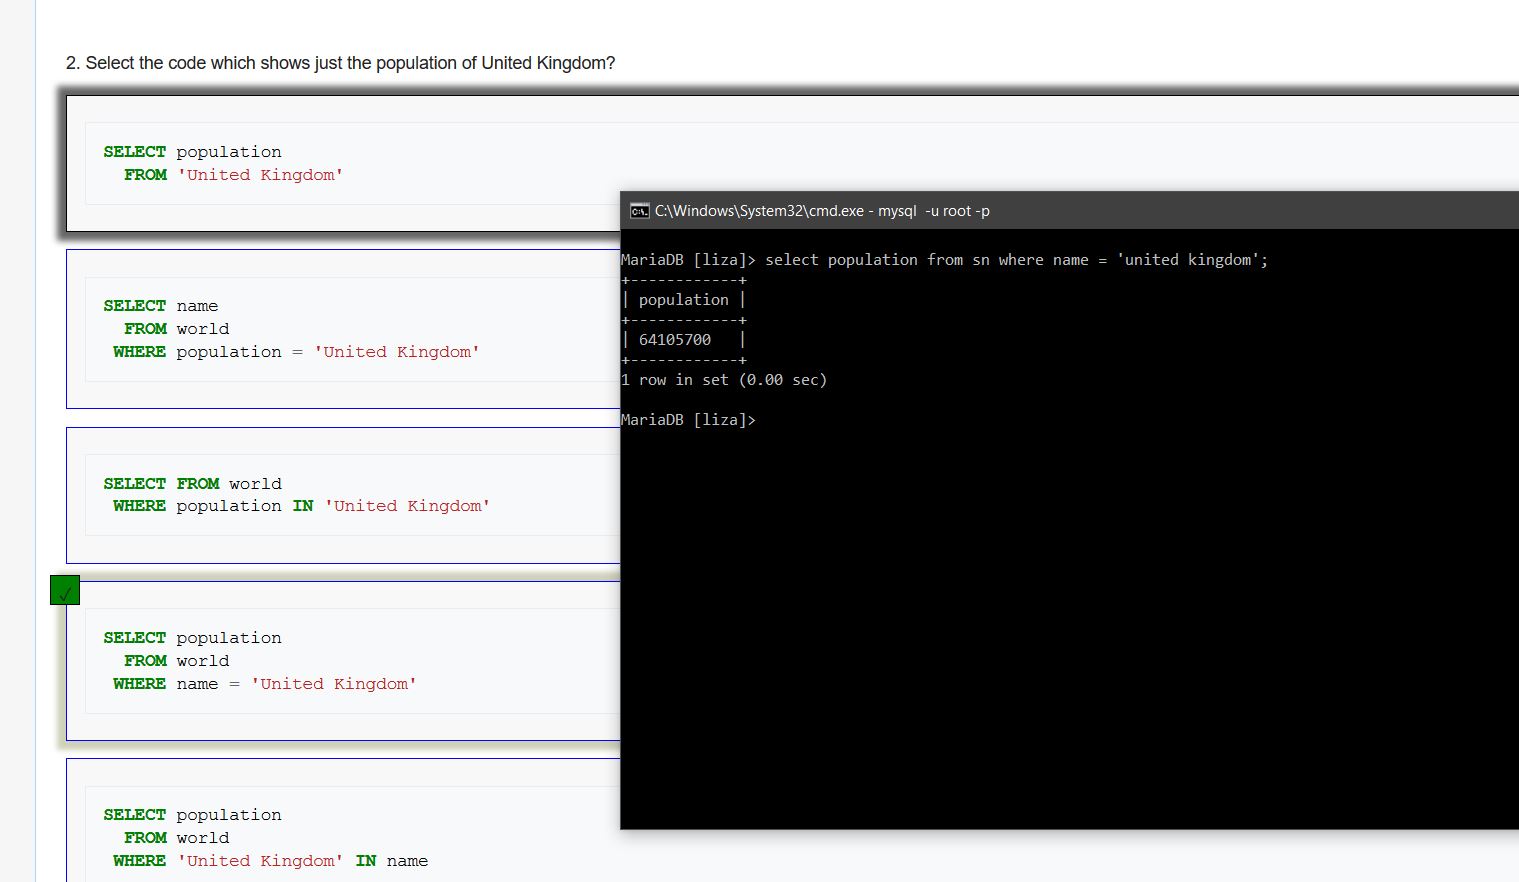 2. Select the code which shows just the population of United Kingdom?
SELECT population
FROM 'United Kingdom'
SELECT name
FROM world
WHERE population = 'United Kingdom'
SELECT FROM world
WHERE population IN 'United Kingdom'
✓
SELECT population
FROM world
WHERE name = 'United Kingdom'
SELECT population
FROM world
WHERE 'United Kingdom' IN name
C:\Windows\System32\cmd.exe - mysql  -u root -p
MariaDB [liza]> select population from sn where name = 'united kingdom';
+------------+
| population |
+------------+
| 64105700   |
+------------+
1 row in set (0.00 sec)
MariaDB [liza]>